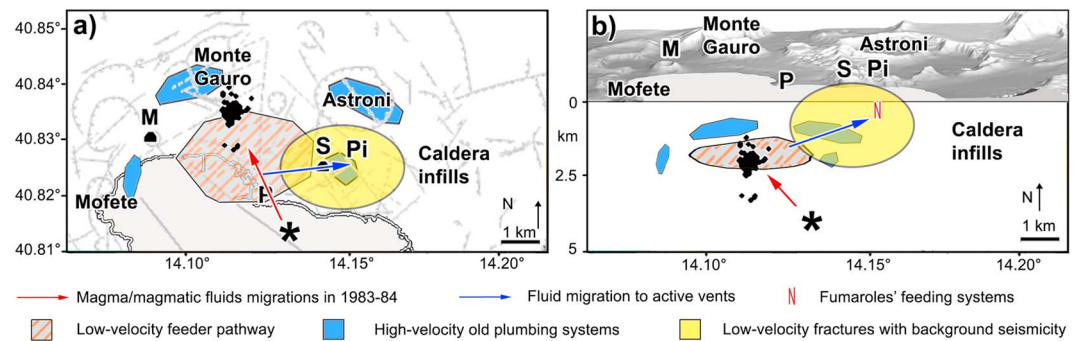 a)
40.85°
40.84°
40.83°
40.82°
40.81°
Monte
Gauro
M
Astroni
S Pi
Caldera
infills
Mofete
P
*
N
1 km
14.10°
14.15°
14.20°
b)
Monte
Gauro
M
Astroni
S Pi
P
Mofete
0
km
2.5
5
N
Caldera
infills
*
N
1 km
14.10°
14.15°
14.20°
Magma/magmatic fluids migrations in 1983-84
Fluid migration to active vents
N Fumaroles' feeding systems
Low-velocity feeder pathway
High-velocity old plumbing systems
Low-velocity fractures with background seismicity